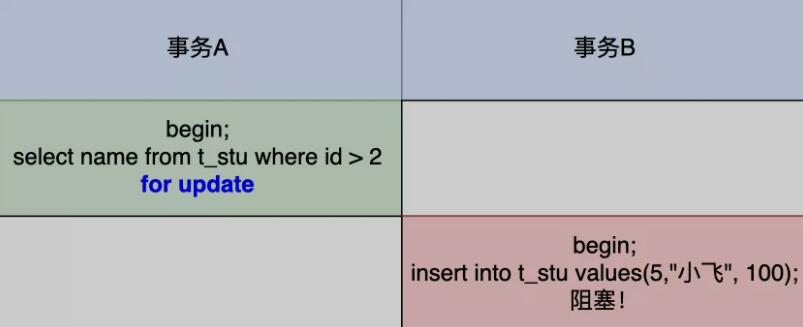 事务A
事务B
begin;
select name from t_stu where id > 2
for update
begin;
insert into t_stu values(5,"小飞", 100);
阻塞！